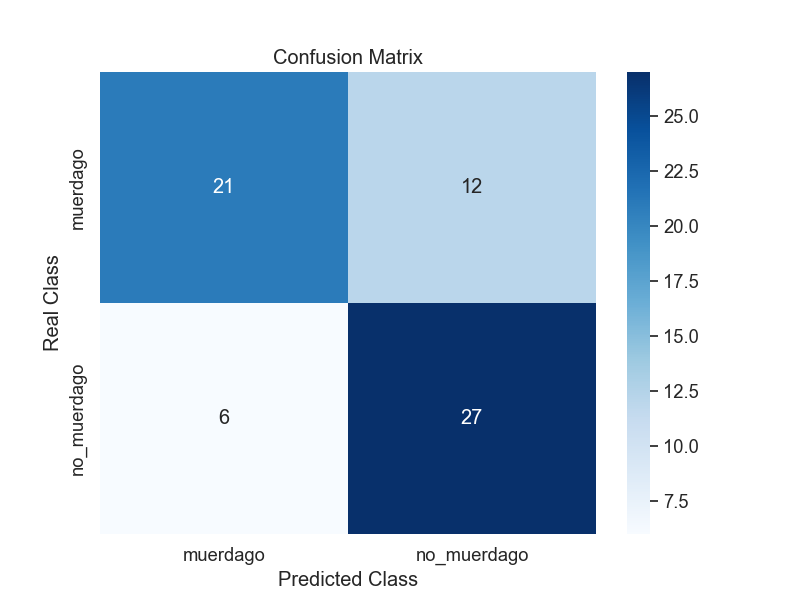 Confusion Matrix
muerdago
no_muerdago
Real Class
21
12
6
27
muerdago
no_muerdago
Predicted Class
25.0
22.5
20.0
17.5
15.0
12.5
10.0
7.5